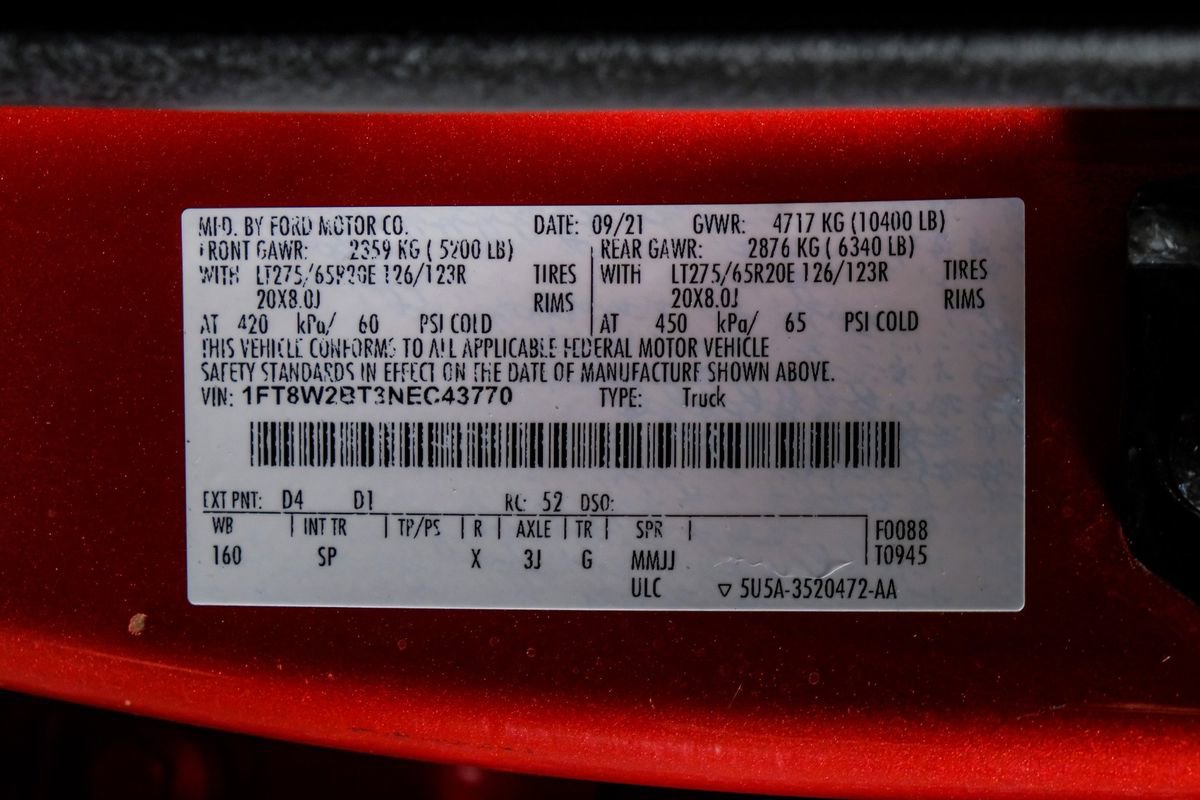 MFD. BY FORD MOTOR CO. DATE: 09/21 GVWR: 4717 KG (10400 LB)
FRONT GAWR: 2359 KG ( 5200 LB) REAR GAWR: 2876 KG ( 6340 LB)
WITH LT275/65R20E 126/123R TIRES WITH LT275/65R20E 126/123R TIRES
20X8.0J RIMS 20X8.0J RIMS
AT 420 kPa/ 60 PSI COLD AT 450 kPa/ 65 PSI COLD
THIS VEHICLE CONFORMS TO ALL APPLICABLE FEDERAL MOTOR VEHICLE
SAFETY STANDARDS IN EFFECT ON THE DATE OF MANUFACTURE SHOWN ABOVE.
VIN: 1FT8W2BT3NEC43770 TYPE: Truck
EXT PNT: D4 D1 RC: 52 DSO:
WB INT TR TP/PS R AXLE TR SPR F0088
160 SP X 3J G MMJJ T0945
ULC ▽ 5U5A-3520472-AA